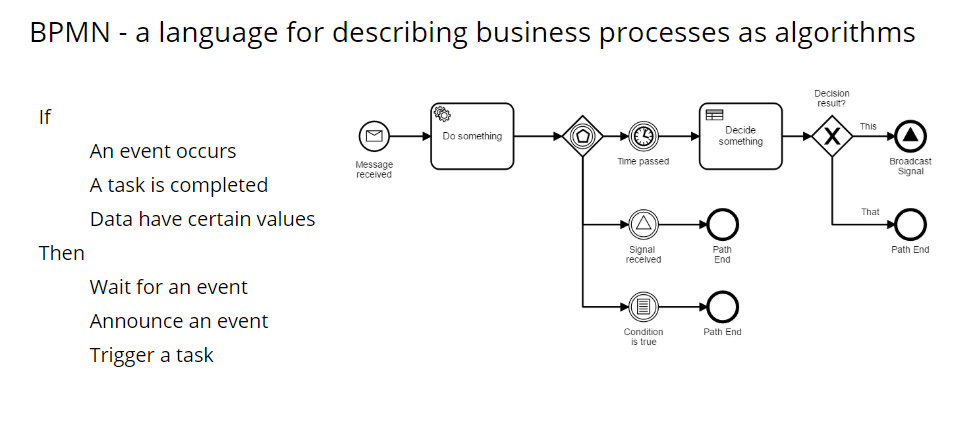 BPMN - a language for describing business processes as algorithms
If
An event occurs
A task is completed
Data have certain values
Then
Wait for an event
Announce an event
Trigger a task
Message
received
Do something
Time passed
Decide
something
Decision
result?
X
This
Broadcast
Signal
Signal
received
Path
End
That
Path End
Condition
is true
Path End